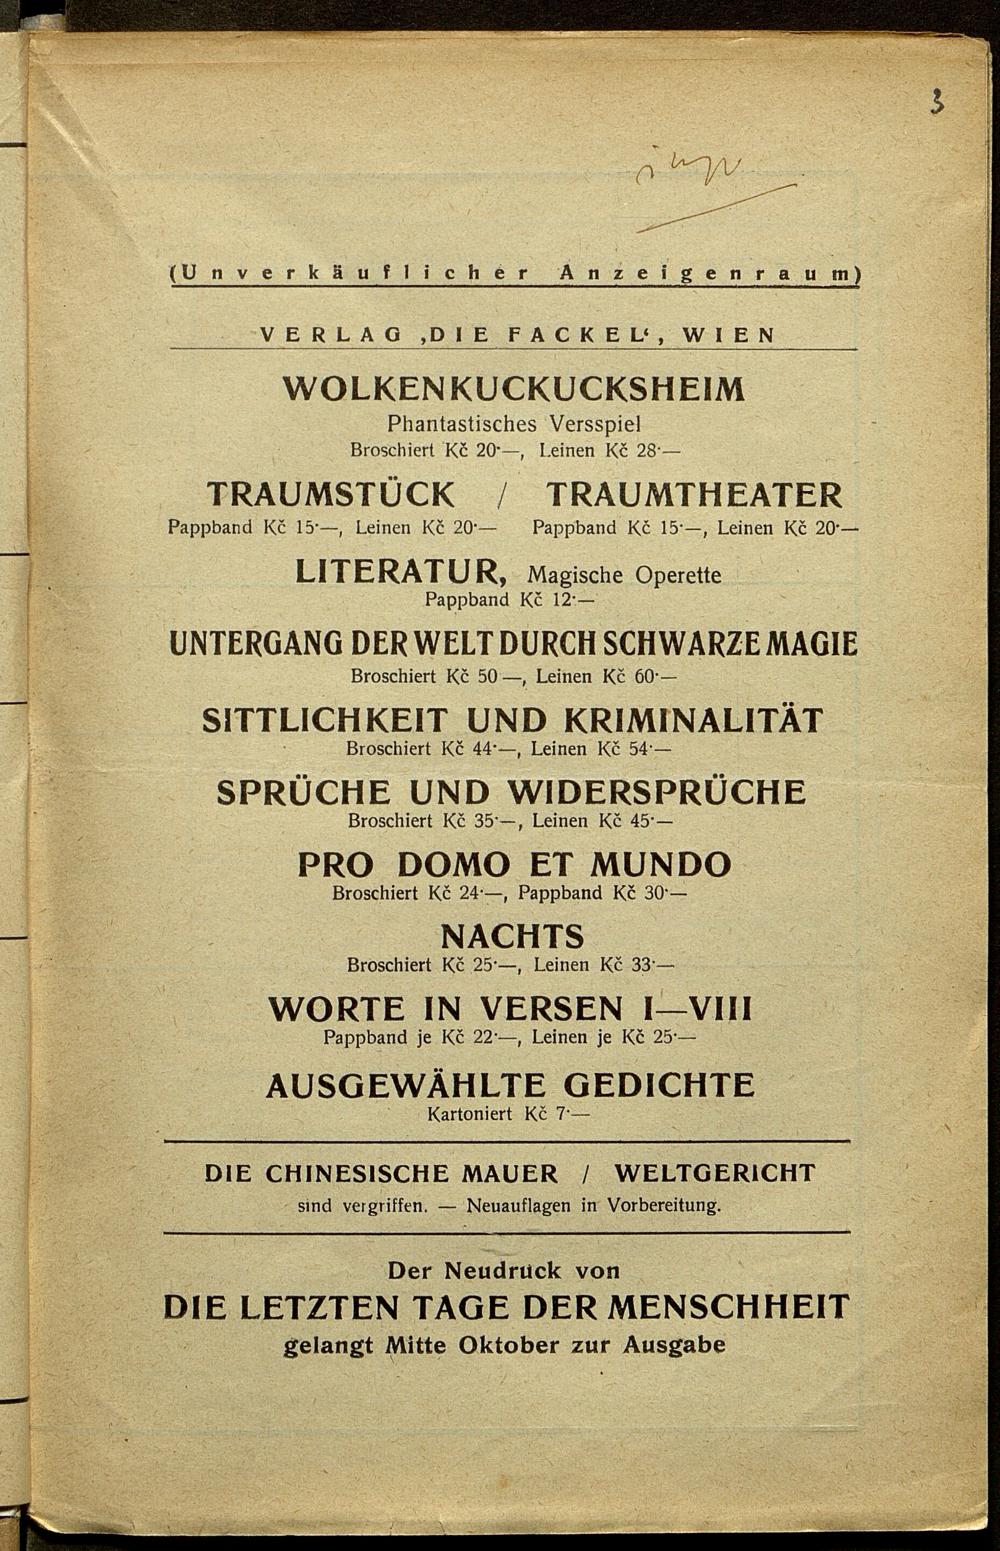 3
(Unverkäuflicher Anzeigenraum)
VERLAG ‚DIE FACKEL‘, WIEN
WOLKENKUCKUCKSHEIM
Phantastisches Versspiel
Broschiert Kč 20·—, Leinen Kč 28·—
TRAUMSTÜCK / TRAUMTHEATER
Pappband Kč 15·—, Leinen Kč 20·— Pappband Kč 15·—, Leinen Kč 20·—
LITERATUR, Magische Operette
Pappband Kč 12·—
UNTERGANG DER WELT DURCH SCHWARZE MAGIE
Broschiert Kč 50 —, Leinen Kč 60·—
SITTLICHKEIT UND KRIMINALITÄT
Broschiert Kč 44·—, Leinen Kč 54·—
SPRÜCHE UND WIDERSPRÜCHE
Broschiert Kč 35·—, Leinen Kč 45·—
PRO DOMO ET MUNDO
Broschiert Kč 24·—, Pappband Kč 30·—
NACHTS
Broschiert Kč 25·—, Leinen Kč 33·—
WORTE IN VERSEN I—VIII
Pappband je Kč 22·—, Leinen je Kč 25·—
AUSGEWÄHLTE GEDICHTE
Kartoniert Kč 7·—
DIE CHINESISCHE MAUER / WELTGERICHT
sind vergriffen. — Neuauflagen in Vorbereitung.
Der Neudruck von
DIE LETZTEN TAGE DER MENSCHHEIT
gelangt Mitte Oktober zur Ausgabe